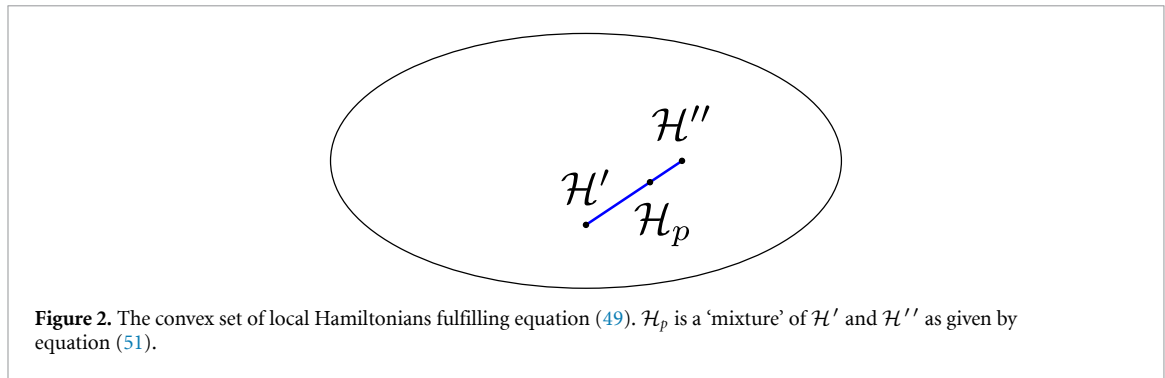 ℋ′′
ℋ′
ℋₚ
Figure 2. The convex set of local Hamiltonians fulfilling equation (49). ℋₚ is a ‘mixture’ of ℋ′ and ℋ′′ as given by
equation (51).